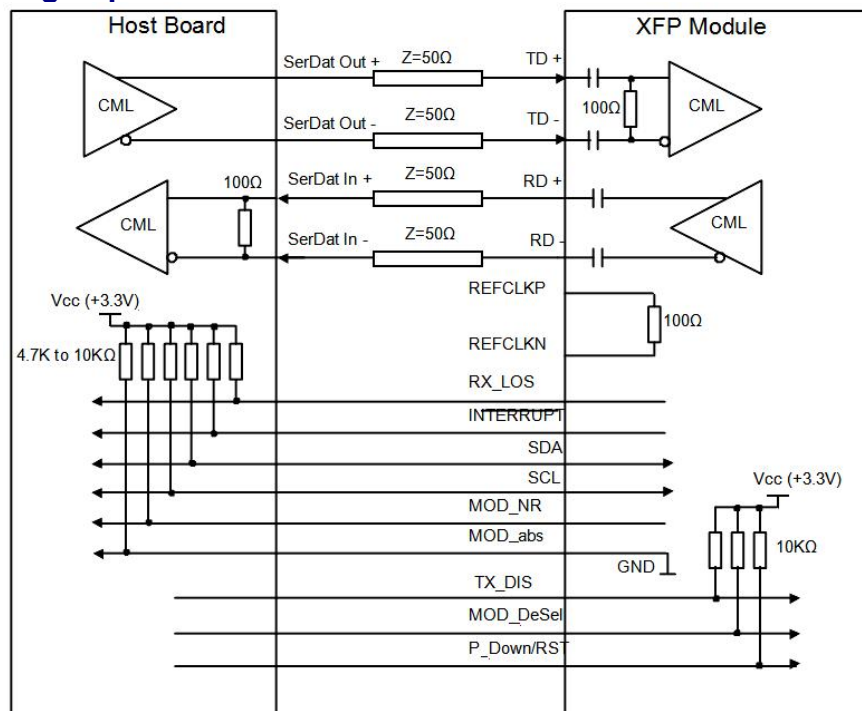 Host Board
XFP Module
SerDat Out +
Z=50Ω
TD +
CML
100Ω
CML
SerDat Out -
Z=50Ω
TD -
100Ω
SerDat In +
Z=50Ω
RD +
CML
CML
SerDat In -
Z=50Ω
RD -
REFCLKP
Vcc (+3.3V)
100Ω
4.7K to 10KΩ
REFCLKN
RX_LOS
INTERRUPT
SDA
SCL
Vcc (+3.3V)
MOD_NR
MOD_abs
10KΩ
GND
TX_DIS
MOD_DeSel
P_Down/RST